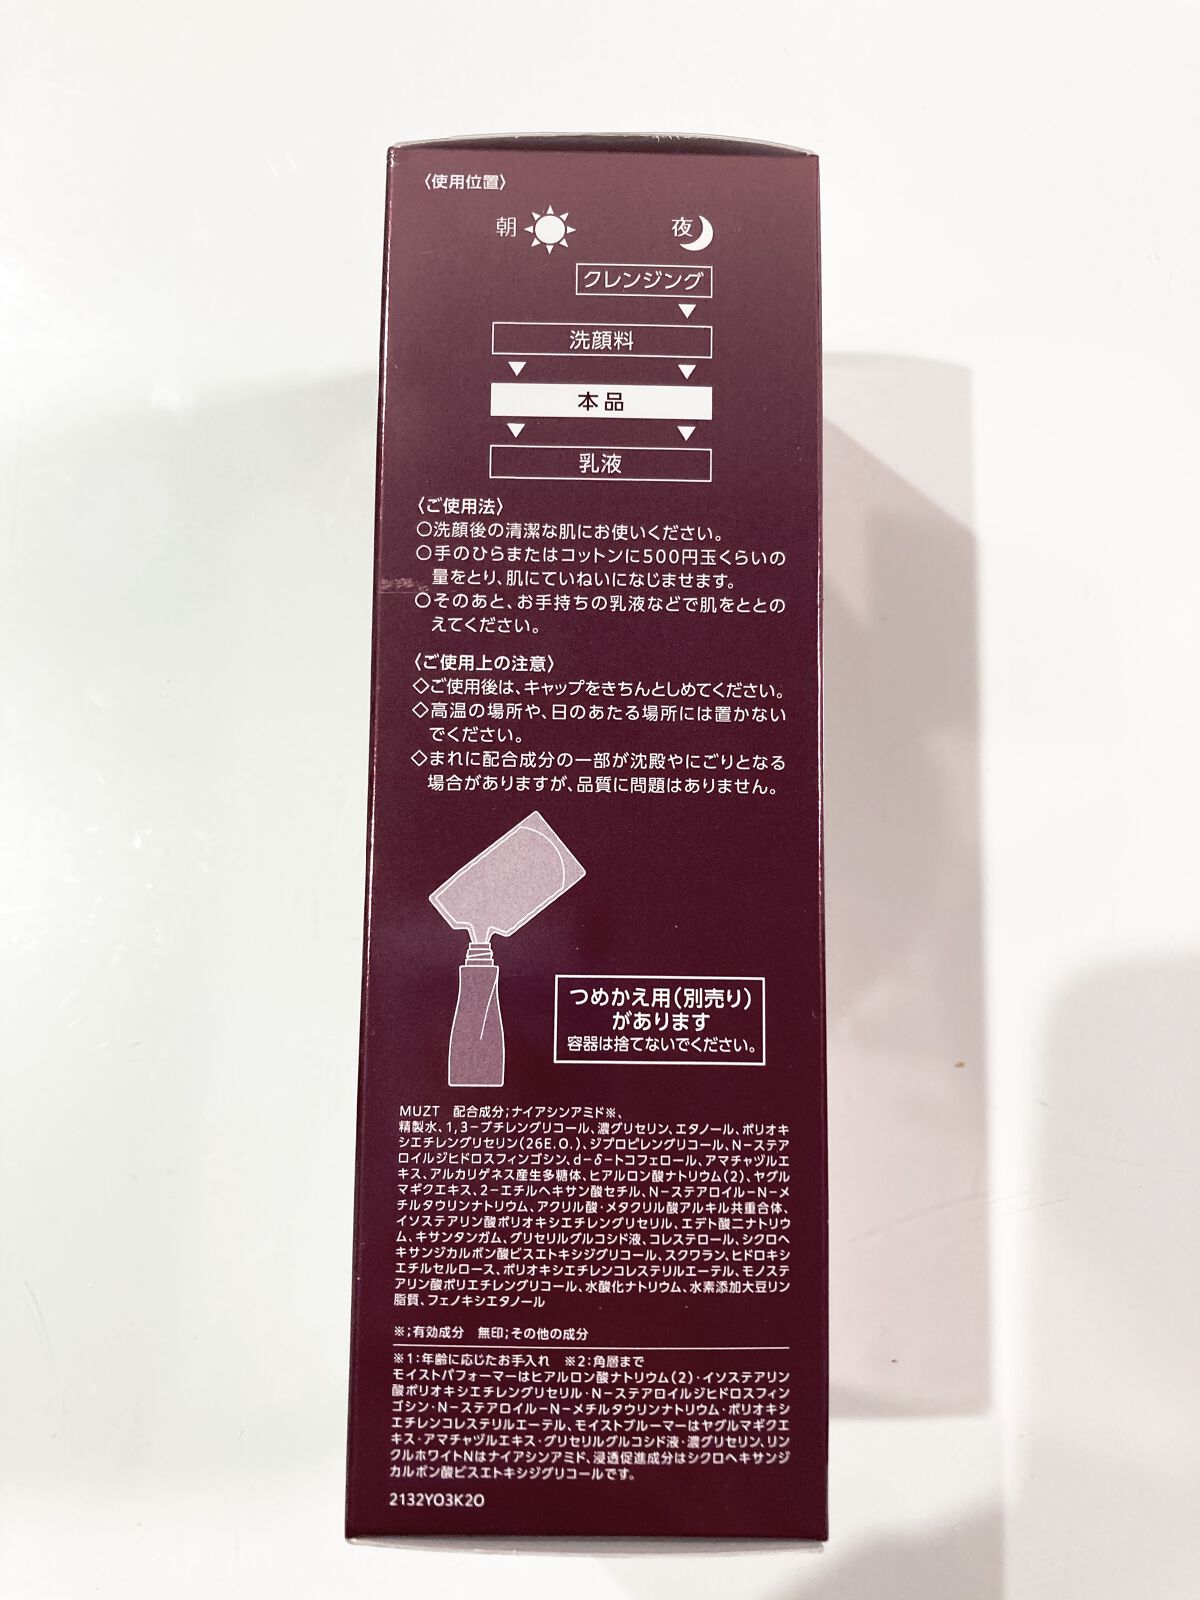 〈使用位置〉
朝 夜
クレンジング
洗顔料
本品
乳液
〈ご使用法〉
○洗顔後の清潔な肌にお使いください。
○手のひらまたはコットンに500円玉くらいの
量をとり、肌にていねいになじませます。
○そのあと、お手持ちの乳液などで肌をととの
えてください。
〈ご使用上の注意〉
◇ご使用後は、キャップをきちんとしめてください。
◇高温の場所や、日のあたる場所には置かない
でください。
◇まれに配合成分の一部が沈殿やにごりとなる
場合がありますが、品質に問題はありません。
つめかえ用(別売り)
があります
容器は捨てないでください。
MUZT 配合成分;ナイアシンアミド※、
精製水、1,3-ブチレングリコール、濃グリセリン、エタノール、ポリオキ
シエチレングリセリン(26E.O.)、ジプロピレングリコール、N-ステア
ロイルジヒドロスフィンゴシン、d-δ-トコフェロール、アマチャヅルエ
キス、アルカリゲネス産生多糖体、ヒアルロン酸ナトリウム(2)、ヤグル
マギクエキス、2-エチルヘキサン酸セチル、N-ステアロイル-N-メ
チルタウリンナトリウム、アクリル酸・メタクリル酸アルキル共重合体、
イソステアリン酸ポリオキシエチレングリセリル、エデト酸二ナトリウ
ム、キサンタンガム、グリセリルグルコシド液、コレステロール、シクロヘ
キサンジカルボン酸ビスエトキシジグリコール、スクワラン、ヒドロキシ
エチルセルロース、ポリオキシエチレンコレステリルエーテル、モノステ
アリン酸ポリエチレングリコール、水酸化ナトリウム、水素添加大豆リン
脂質、フェノキシエタノール
※;有効成分 無印;その他の成分
※1:年齢に応じたお手入れ ※2:角層まで
モイストパフォーマーはヒアルロン酸ナトリウム(2)・イソステアリン
酸ポリオキシエチレングリセリル・N-ステアロイルジヒドロスフィン
ゴシン・N-ステアロイル-N-メチルタウリンナトリウム・ポリオキシ
エチレンコレステリルエーテル、モイストブルーマーはヤグルマギクエ
キス・アマチャヅルエキス・グリセリルグルコシド液・濃グリセリン、リン
クルホワイトNはナイアシンアミド、浸透促進成分はシクロヘキサンジ
カルボン酸ビスエトキシジグリコールです。
2132Y03K20